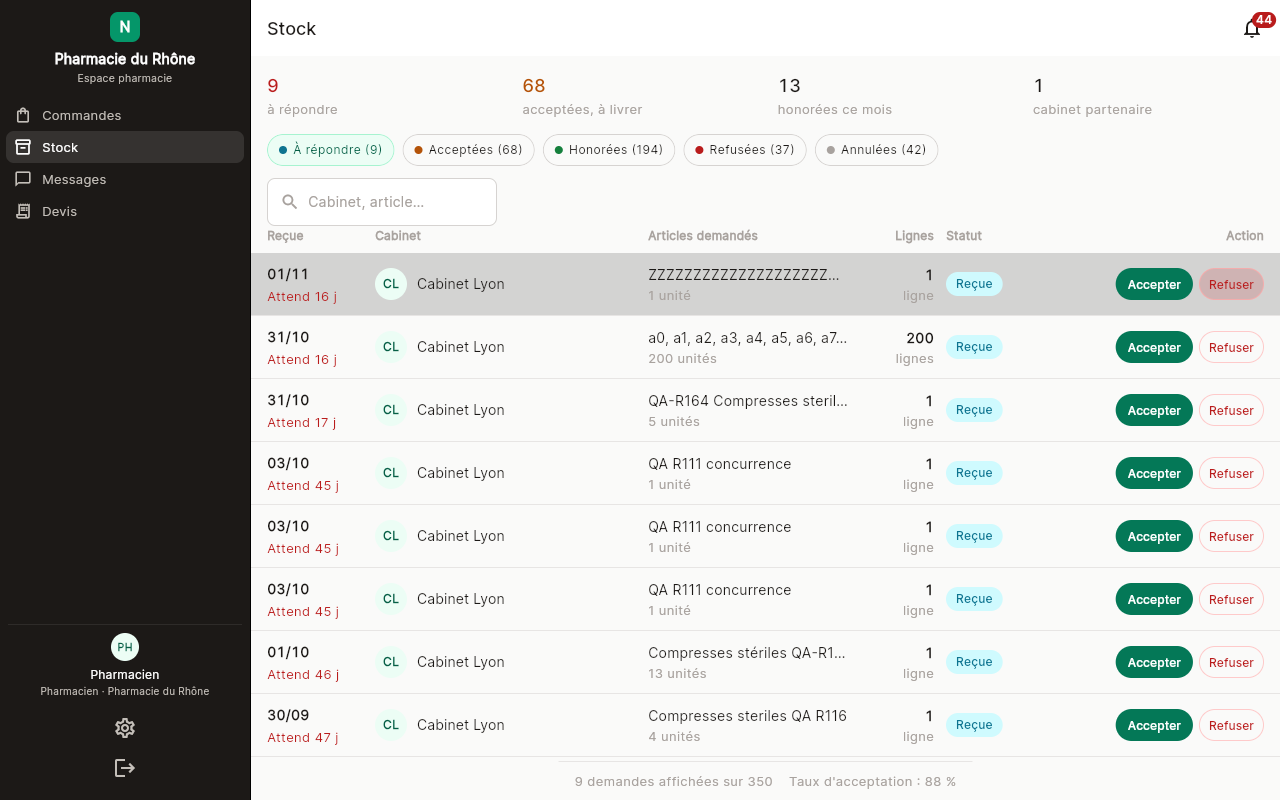 N
Pharmacie du Rhône
Espace pharmacie
Commandes
Stock
Messages
Devis
PH
Pharmacien
Pharmacien · Pharmacie du Rhône
Stock
44
9
à répondre
68
acceptées, à livrer
13
honorées ce mois
1
cabinet partenaire
À répondre (9)
Acceptées (68)
Honorées (194)
Refusées (37)
Annulées (42)
Cabinet, article...
Reçue Cabinet Articles demandés Lignes Statut Action
01/11 CL Cabinet Lyon ZZZZZZZZZZZZZZZZZZZZ... 1 Reçue Accepter Refuser
Attend 16 j 1 unité ligne
31/10 CL Cabinet Lyon a0, a1, a2, a3, a4, a5, a6, a7... 200 Reçue Accepter Refuser
Attend 16 j 200 unités lignes
31/10 CL Cabinet Lyon QA-R164 Compresses steril... 1 Reçue Accepter Refuser
Attend 17 j 5 unités ligne
03/10 CL Cabinet Lyon QA R111 concurrence 1 Reçue Accepter Refuser
Attend 45 j 1 unité ligne
03/10 CL Cabinet Lyon QA R111 concurrence 1 Reçue Accepter Refuser
Attend 45 j 1 unité ligne
03/10 CL Cabinet Lyon QA R111 concurrence 1 Reçue Accepter Refuser
Attend 45 j 1 unité ligne
01/10 CL Cabinet Lyon Compresses stériles QA-R1... 1 Reçue Accepter Refuser
Attend 46 j 13 unités ligne
30/09 CL Cabinet Lyon Compresses steriles QA R116 1 Reçue Accepter Refuser
Attend 47 j 4 unités ligne
9 demandes affichées sur 350 Taux d'acceptation : 88 %